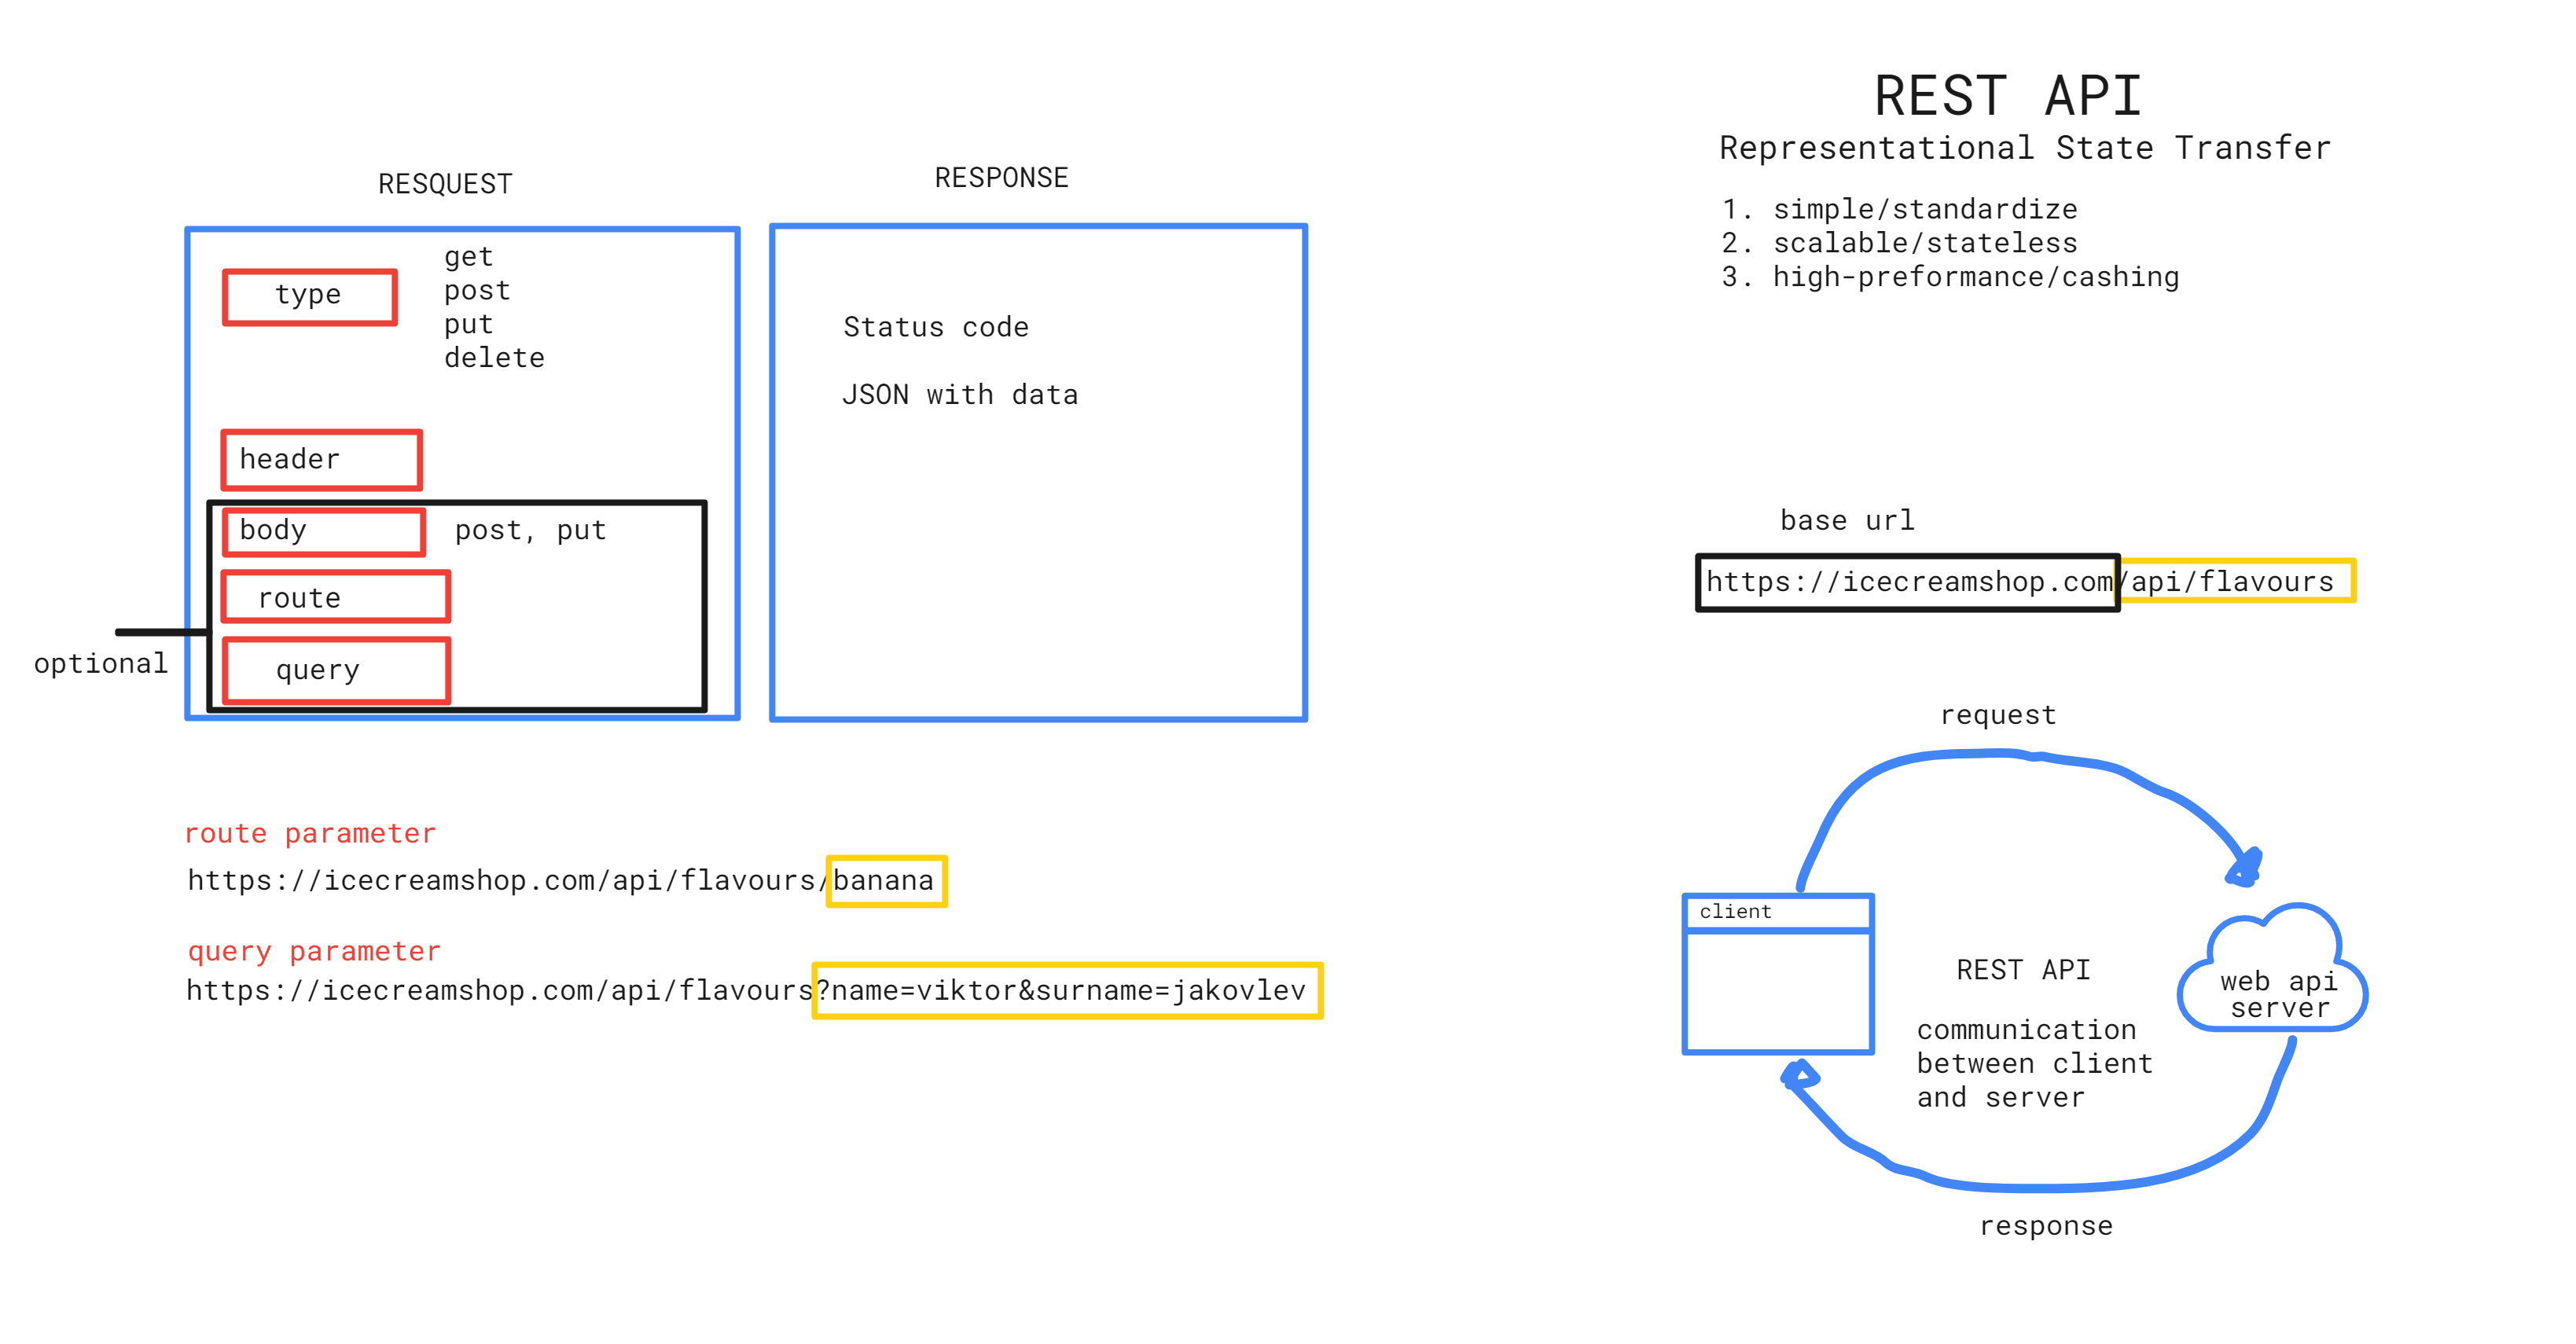 RESQUEST
type
get
post
put
delete
header
body
post, put
route
query
optional
RESPONSE
Status code
JSON with data
route parameter
https://icecreamshop.com/api/flavours/banana
query parameter
https://icecreamshop.com/api/flavours?name=viktor&surname=jakovlev
REST API
Representational State Transfer
1. simple/standardize
2. scalable/stateless
3. high-preformance/cashing
base url
https://icecreamshop.com/api/flavours
request
client
REST API
communication
between client
and server
web api
server
response